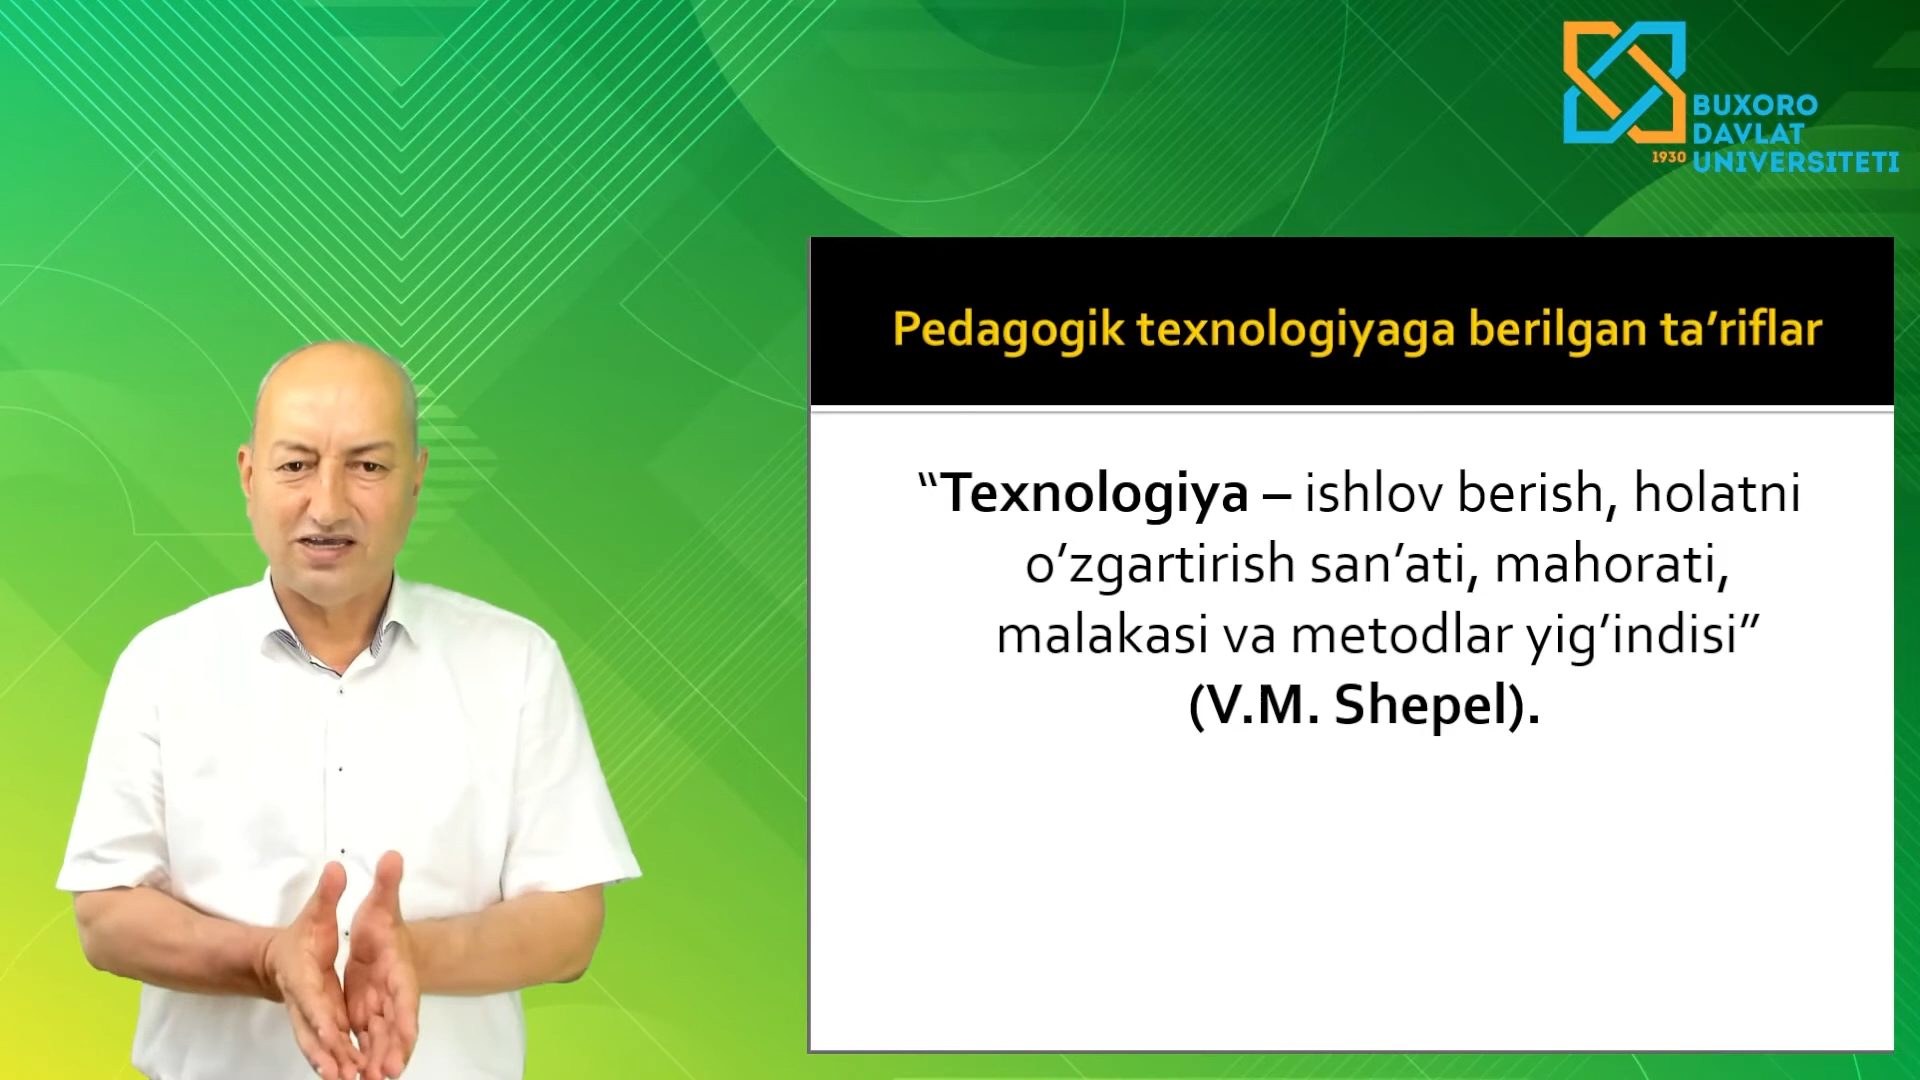 BUXORO
DAVLAT
1930 UNIVERSITETI
Pedagogik texnologiyaga berilgan ta’riflar
“Texnologiya – ishlov berish, holatni
o’zgartirish san’ati, mahorati,
malakasi va metodlar yig’indisi”
(V.M. Shepel).